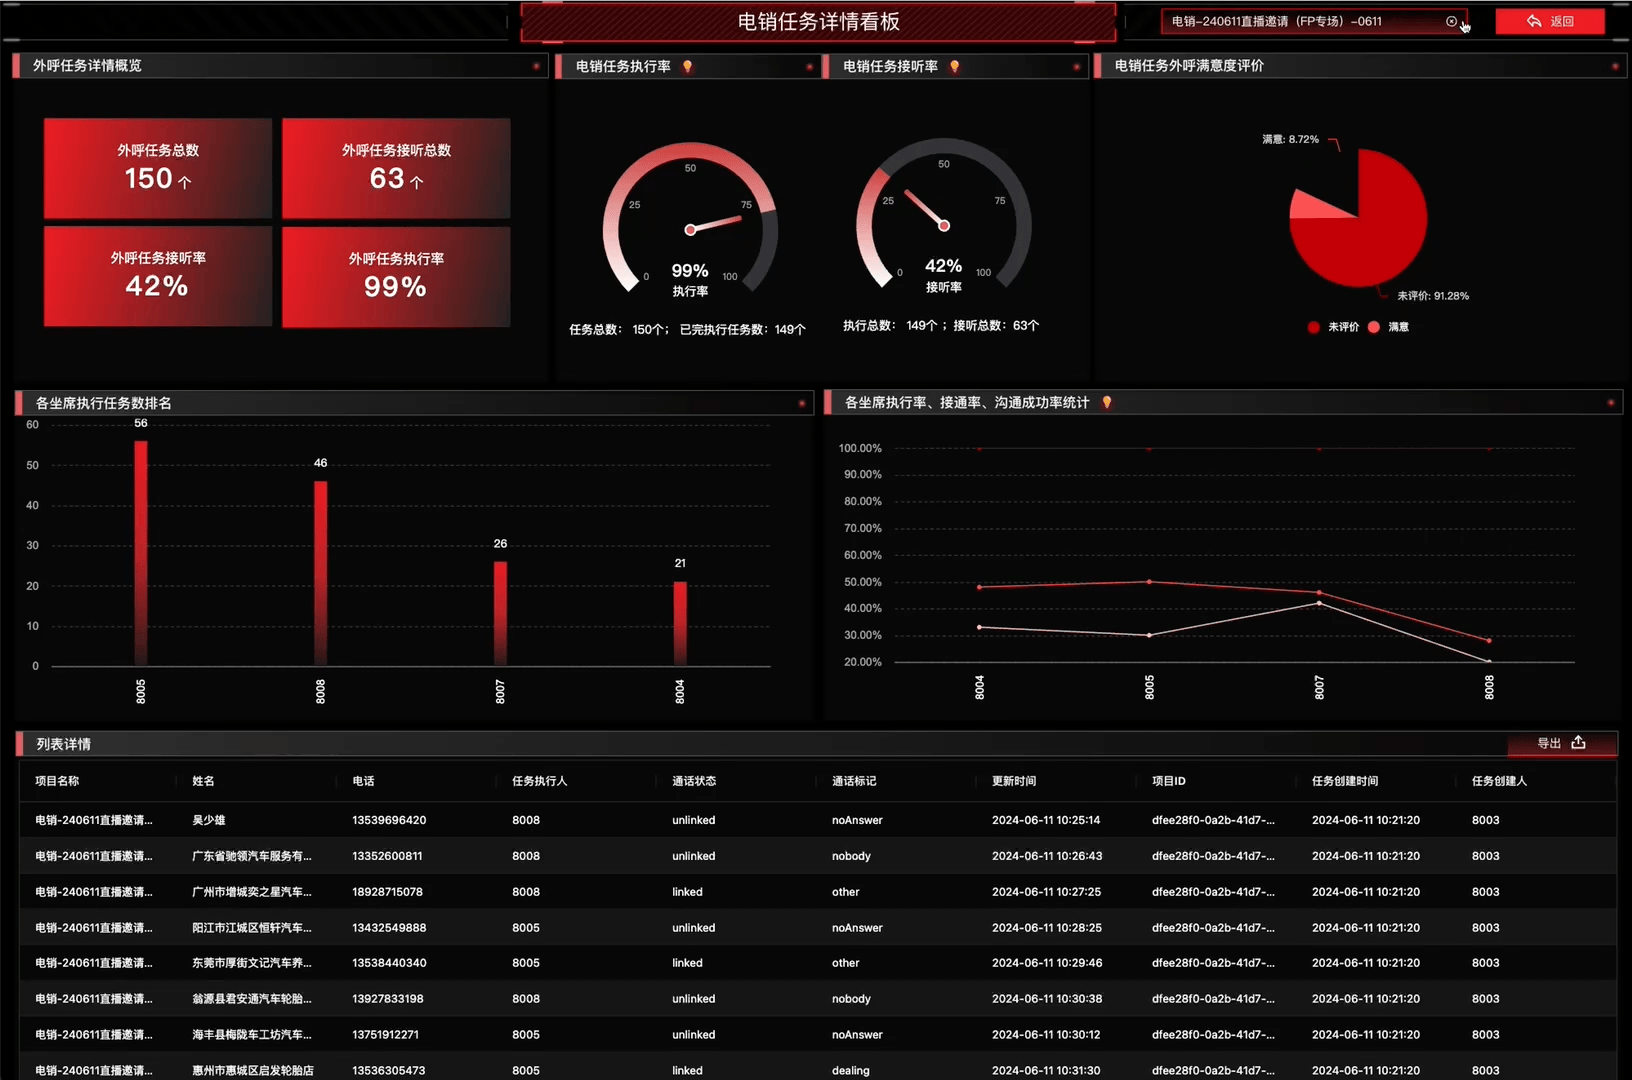 电销任务详情看板
电销-240611直播邀请（FP专场）-0611
返回
外呼任务详情概览
外呼任务总数
150个
外呼任务接听总数
63个
外呼任务接听率
42%
外呼任务执行率
99%
电销任务执行率
0
25
50
75
100
99%
执行率
任务总数： 150个； 已完执行任务数：149个
电销任务接听率
0
25
50
75
100
42%
接听率
执行总数： 149个 ；接听总数：63个
电销任务外呼满意度评价
满意: 8.72%
未评价: 91.28%
未评价 满意
各坐席执行任务数排名
60
50
40
30
20
10
0
56
46
26
21
8005
8008
8007
8004
各坐席执行率、接通率、沟通成功率统计
100.00%
90.00%
80.00%
70.00%
60.00%
50.00%
40.00%
30.00%
20.00%
8004
8005
8007
8008
列表详情
导出
项目名称 姓名 电话 任务执行人 通话状态 通话标记 更新时间 项目ID 任务创建时间 任务创建人
电销-240611直播邀请... 吴少雄 13539696420 8008 unlinked noAnswer 2024-06-11 10:25:14 dfee28f0-0a2b-41d7-... 2024-06-11 10:21:20 8003
电销-240611直播邀请... 广东省驰领汽车服务有... 13352600811 8008 unlinked nobody 2024-06-11 10:26:43 dfee28f0-0a2b-41d7-... 2024-06-11 10:21:20 8003
电销-240611直播邀请... 广州市增城奕之星汽车... 18928715078 8008 linked other 2024-06-11 10:27:25 dfee28f0-0a2b-41d7-... 2024-06-11 10:21:20 8003
电销-240611直播邀请... 阳江市江城区恒轩汽车... 13432549888 8005 unlinked noAnswer 2024-06-11 10:28:25 dfee28f0-0a2b-41d7-... 2024-06-11 10:21:20 8003
电销-240611直播邀请... 东莞市厚街文记汽车养... 13538440340 8005 linked other 2024-06-11 10:29:46 dfee28f0-0a2b-41d7-... 2024-06-11 10:21:20 8003
电销-240611直播邀请... 翁源县君安通汽车轮胎... 13927833198 8008 unlinked nobody 2024-06-11 10:30:38 dfee28f0-0a2b-41d7-... 2024-06-11 10:21:20 8003
电销-240611直播邀请... 海丰县梅陇车工坊汽车... 13751912271 8005 unlinked noAnswer 2024-06-11 10:30:12 dfee28f0-0a2b-41d7-... 2024-06-11 10:21:20 8003
电销-240611直播邀请... 惠州市惠城区启发轮胎店 13536305473 8005 linked dealing 2024-06-11 10:31:30 dfee28f0-0a2b-41d7-... 2024-06-11 10:21:20 8003